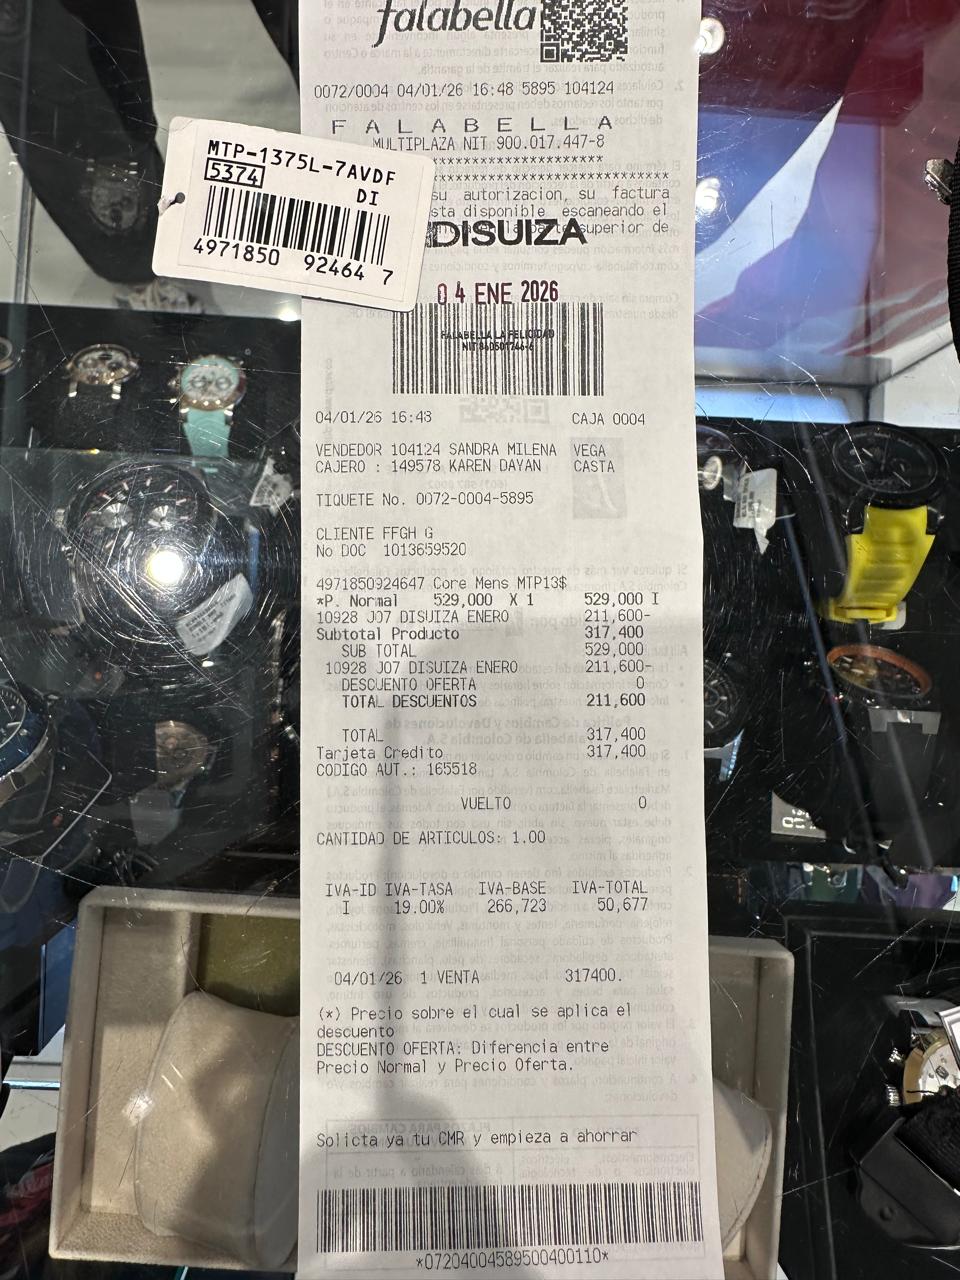 falabella
0072/0004 04/01/26 16:48 5895 104124
F A L A B E L L A
MULTIPLAZA NIT 900.017.447-8
MTP-1375L-7AVDF
5374
DI
4971850 92464 7
su autorizacion, su factura
sta disponible escaneando el
superior de
DISUIZA
04 ENE 2026
FALABELLA LA FELICIDAD
04/01/26 16:48 CAJA 0004
VENDEDOR 104124 SANDRA MILENA VEGA
CAJERO : 149578 KAREN DAYAN CASTA
TIQUETE No. 0072-0004-5895
CLIENTE FFGH G
No DOC 1013659520
4971850924647 Core Mens MTP13$
*P. Normal 529,000 X 1 529,000 I
10928 J07 DISUIZA ENERO 211,600-
Subtotal Producto 317,400
SUB TOTAL 529,000
10928 J07 DISUIZA ENERO 211,600-
DESCUENTO OFERTA 0
TOTAL DESCUENTOS 211,600
TOTAL 317,400
Tarjeta Credito 317,400
CODIGO AUT.: 165518
VUELTO 0
CANTIDAD DE ARTICULOS: 1.00
IVA-ID IVA-TASA IVA-BASE IVA-TOTAL
I 19.00% 266,723 50,677
04/01/26 1 VENTA 317400.
(*) Precio sobre el cual se aplica el
descuento
DESCUENTO OFERTA: Diferencia entre
Precio Normal y Precio Oferta.
Solicta ya tu CMR y empieza a ahorrar
*07204004589500400110*